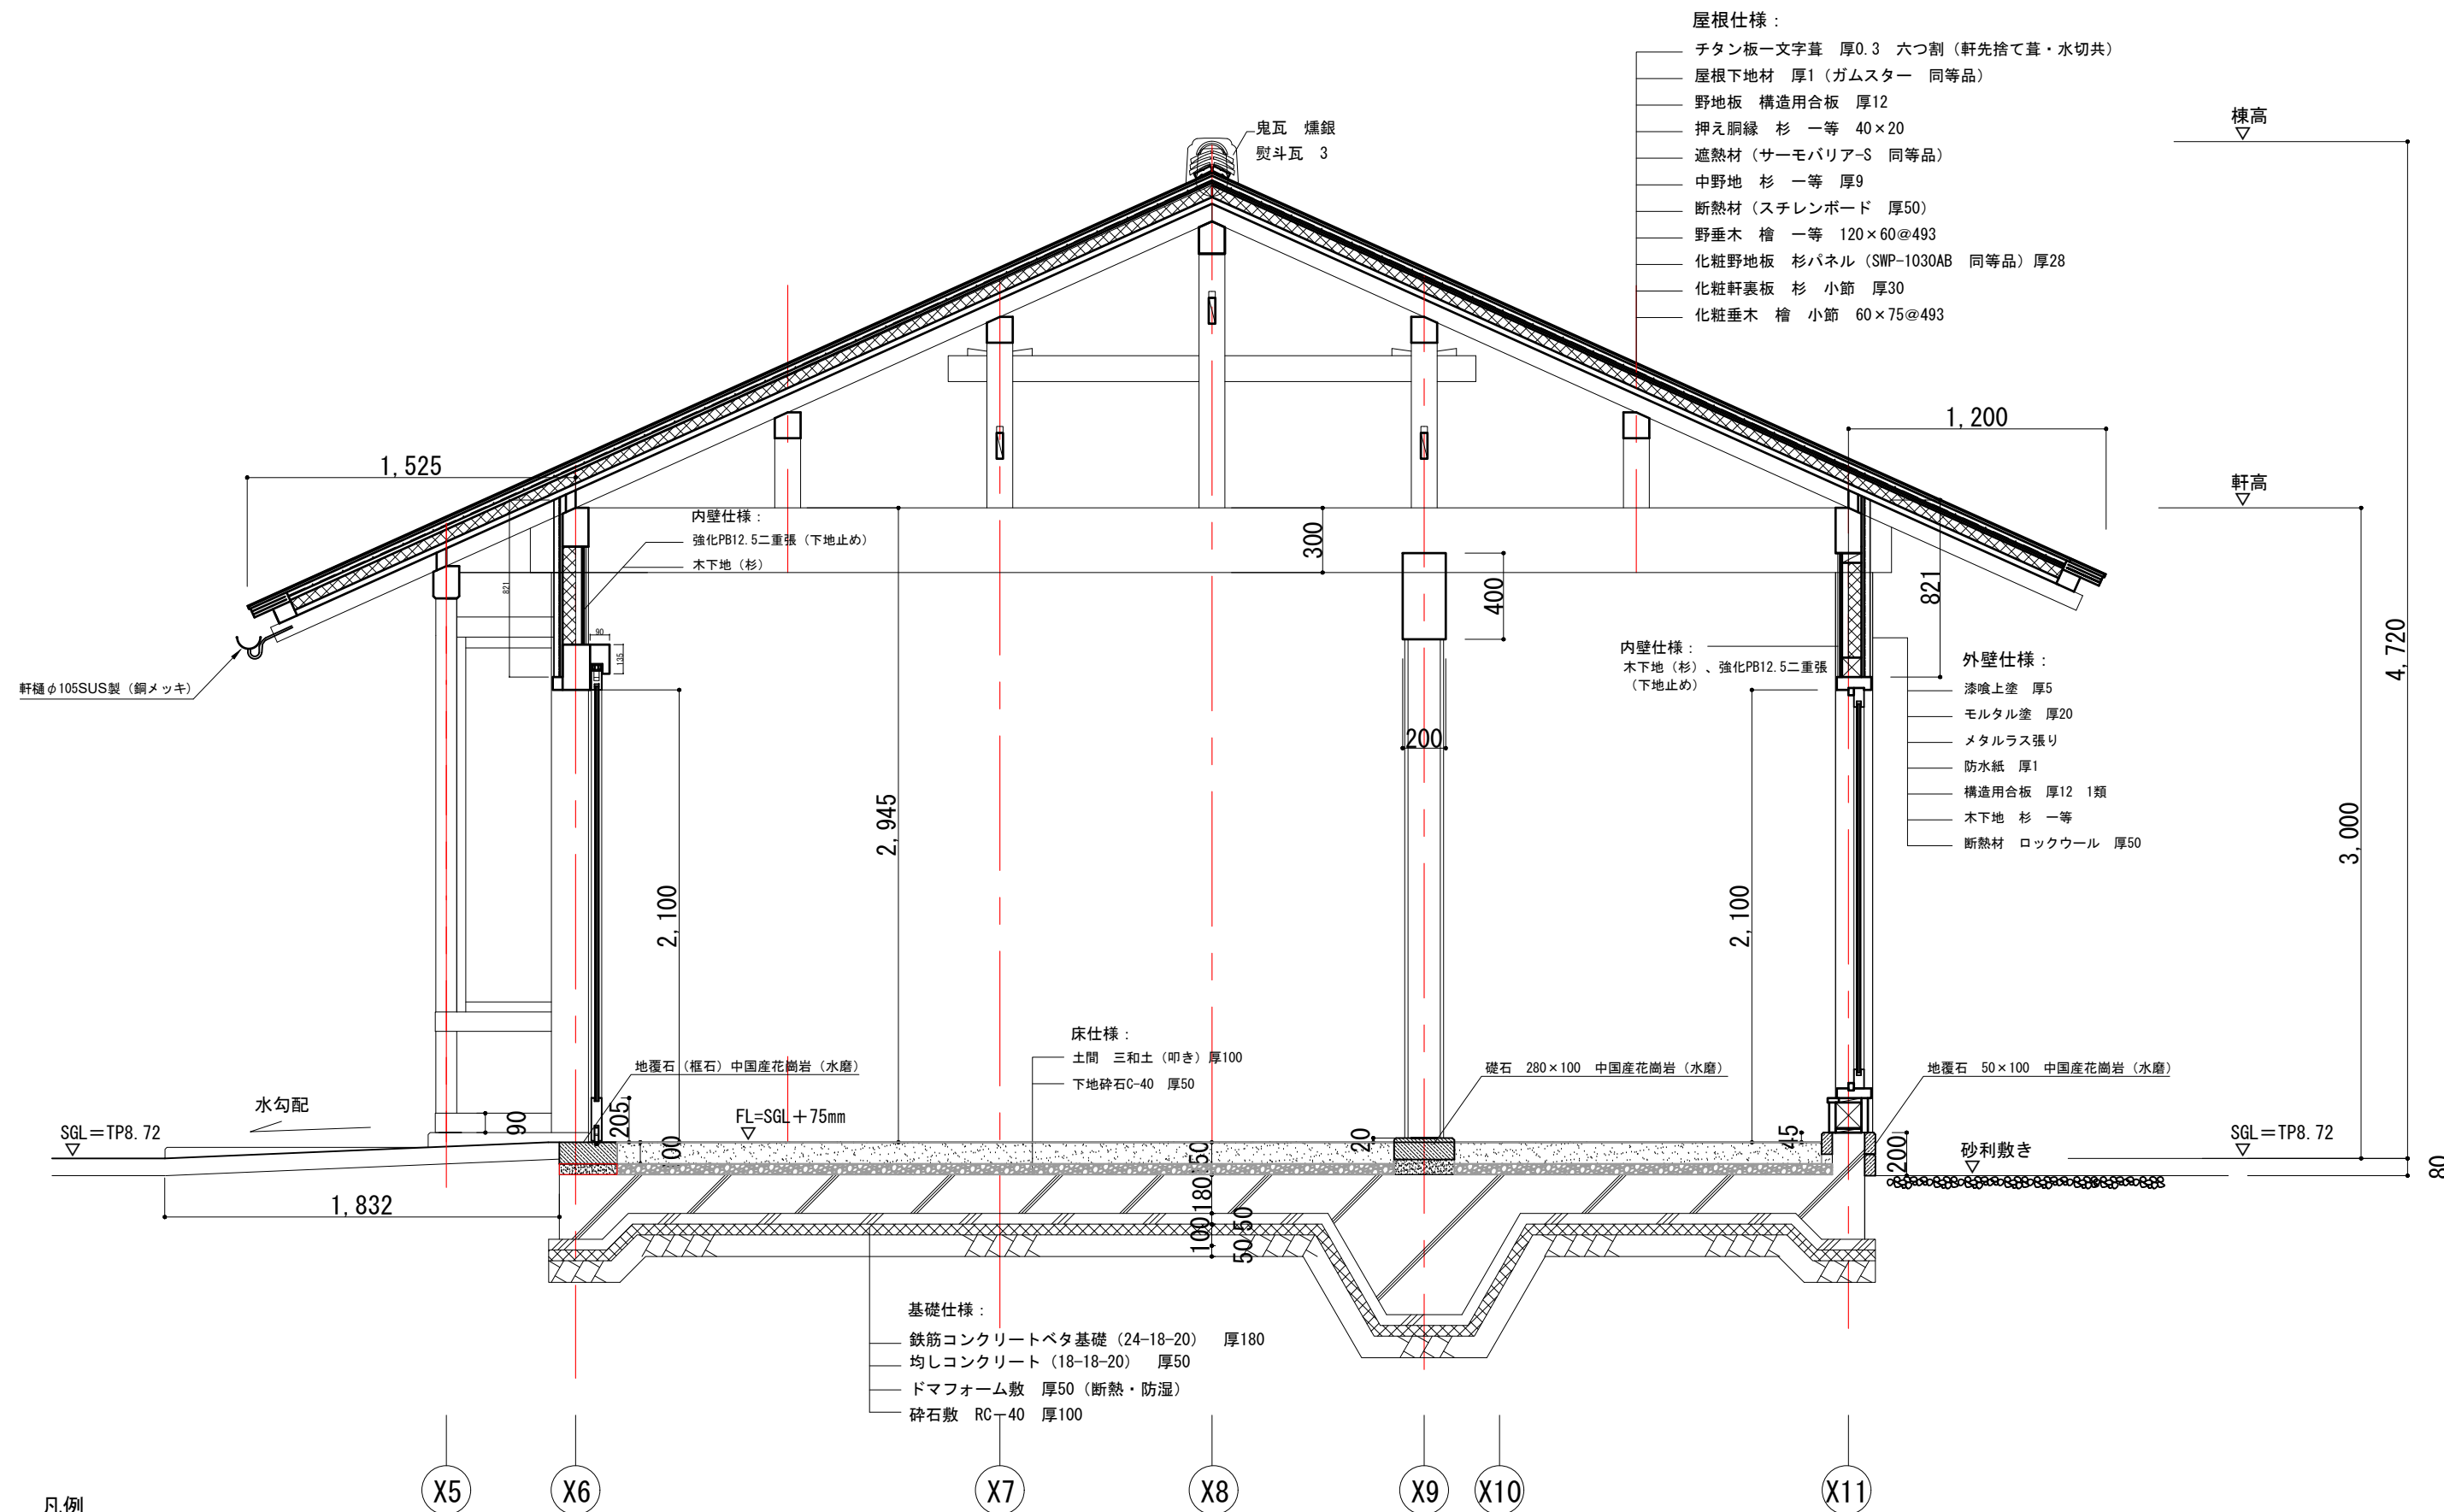 屋根仕様：
チタン板一文字葺　厚0.3　六つ割（軒先捨て葺・水切共）
屋根下地材　厚1（ガムスター　同等品）
野地板　構造用合板　厚12
押え胴縁　杉　一等　40×20
遮熱材（サーモバリア-S　同等品）
中野地　杉　一等　厚9
断熱材（スチレンボード　厚50）
野垂木　檜　一等　120×60@493
化粧野地板　杉パネル（SWP-1030AB　同等品）厚28
化粧軒裏板　杉　小節　厚30
化粧垂木　檜　小節　60×75@493
鬼瓦　燻銀
熨斗瓦　3
棟高
軒高
1,525
1,200
内壁仕様：
強化PB12.5二重張（下地止め）
木下地（杉）
821
90
135
300
400
821
軒樋φ105SUS製（銅メッキ）
内壁仕様：
木下地（杉）、強化PB12.5二重張
（下地止め）
外壁仕様：
漆喰上塗　厚5
モルタル塗　厚20
メタルラス張り
防水紙　厚1
構造用合板　厚12　1類
木下地　杉　一等
断熱材　ロックウール　厚50
4,720
3,000
200
2,945
2,100
2,100
床仕様：
土間　三和土（叩き）厚100
下地砕石C-40　厚50
地覆石（框石）中国産花崗岩（水磨）
礎石　280×100　中国産花崗岩（水磨）
地覆石　50×100　中国産花崗岩（水磨）
水勾配
90
205
FL=SGL＋75mm
SGL＝TP8.72
20
45
200
砂利敷き
SGL＝TP8.72
80
100
150
180
1,832
100
50
50
基礎仕様：
鉄筋コンクリートベタ基礎（24-18-20）　厚180
均しコンクリート（18-18-20）　厚50
ドマフォーム敷　厚50（断熱・防湿）
砕石敷　RC－40　厚100
X5
X6
X7
X8
X9
X10
X11
凡例